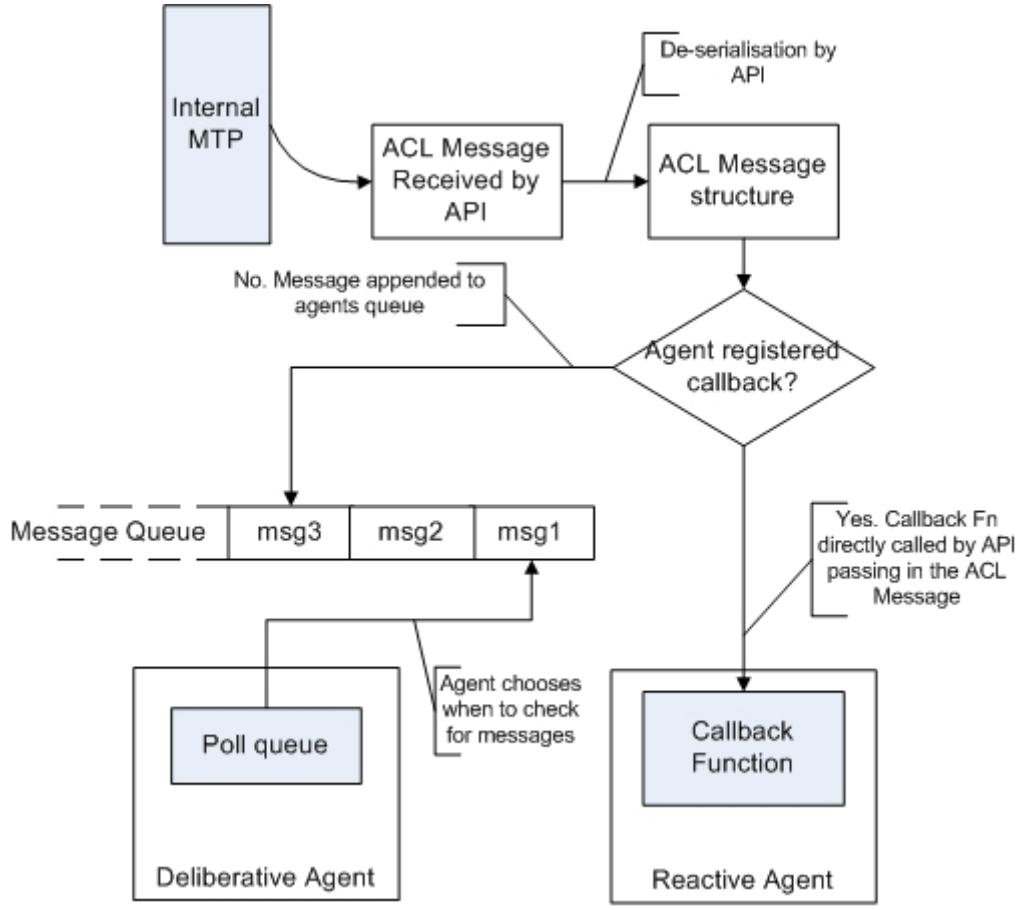 Internal
MTP
ACL Message
Received by
API
De-serialisation by
API
ACL Message
structure
No. Message appended to
agents queue
Agent registered
callback?
Message Queue
msg3
msg2
msg1
Yes. Callback Fn
directly called by API
passing in the ACL
Message
Agent chooses
when to check
for messages
Poll queue
Deliberative Agent
Callback
Function
Reactive Agent